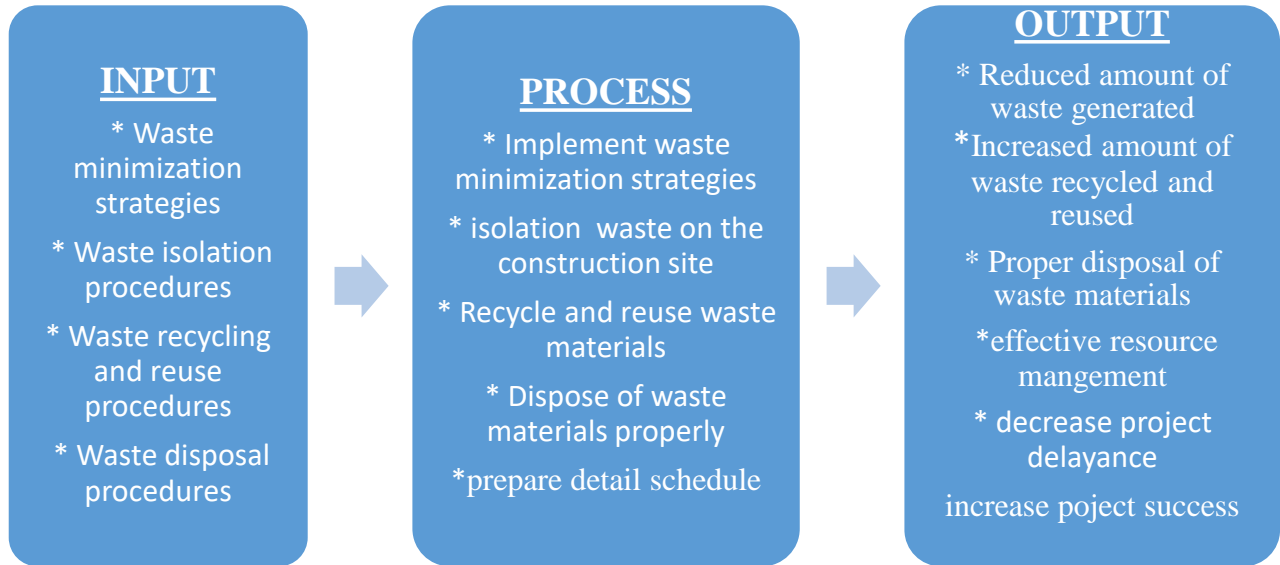 INPUT
* Waste
minimization
strategies
* Waste isolation
procedures
* Waste recycling
and reuse
procedures
* Waste disposal
procedures
PROCESS
* Implement waste
minimization strategies
* isolation  waste on the
construction site
* Recycle and reuse waste
materials
* Dispose of waste
materials properly
*prepare detail schedule
OUTPUT
* Reduced amount of
waste generated
*Increased amount of
waste recycled and
reused
* Proper disposal of
waste materials
*effective resource
mangement
* decrease project
delayance
increase poject success